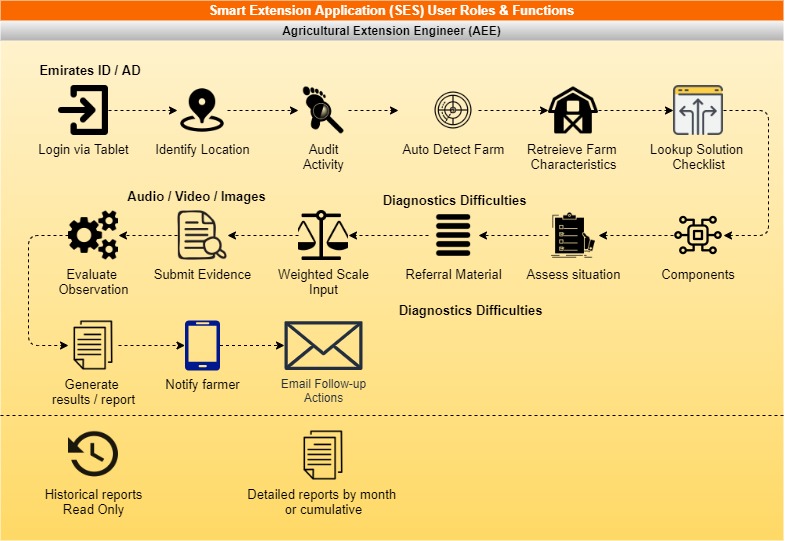 Smart Extension Application (SES) User Roles & Functions
Agricultural Extension Engineer (AEE)
Emirates ID / AD
Login via Tablet
Identify Location
Audit
Activity
Auto Detect Farm
Retreieve Farm
Characteristics
Lookup Solution
Checklist
Audio / Video / Images
Diagnostics Difficulties
Evaluate
Observation
Submit Evidence
Weighted Scale
Input
Referral Material
Assess situation
Components
Diagnostics Difficulties
Generate
results / report
Notify farmer
Email Follow-up
Actions
Historical reports
Read Only
Detailed reports by month
or cumulative